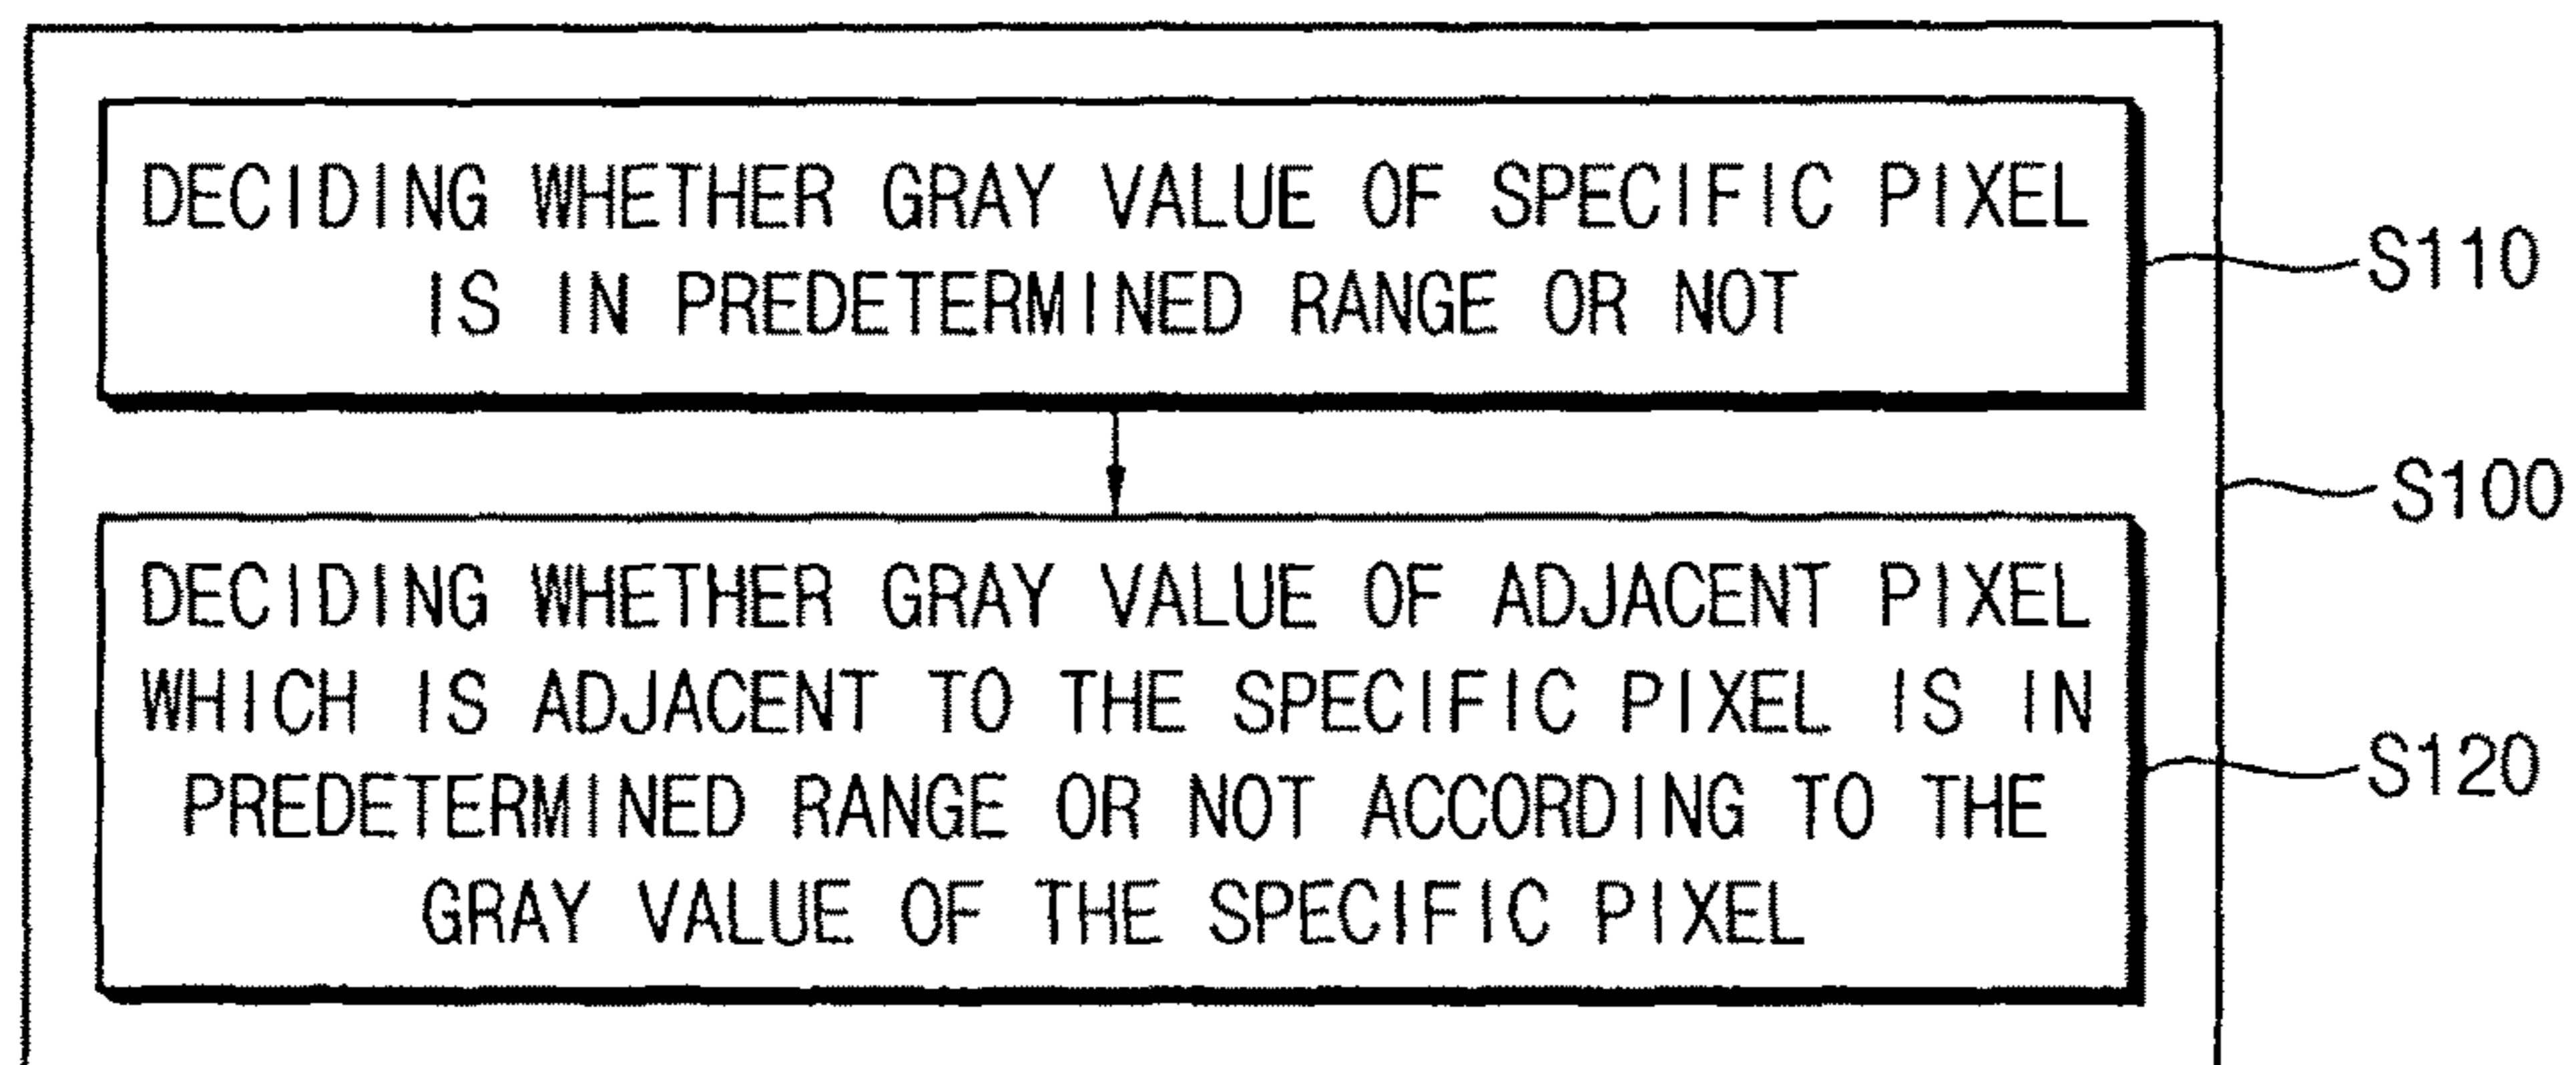 DECIDING WHETHER GRAY VALUE OF SPECIFIC PIXEL
IS IN PREDETERMINED RANGE OR NOT
S110
S100
DECIDING WHETHER GRAY VALUE OF ADJACENT PIXEL
WHICH IS ADJACENT TO THE SPECIFIC PIXEL IS IN
PREDETERMINED RANGE OR NOT ACCORDING TO THE
GRAY VALUE OF THE SPECIFIC PIXEL
S120